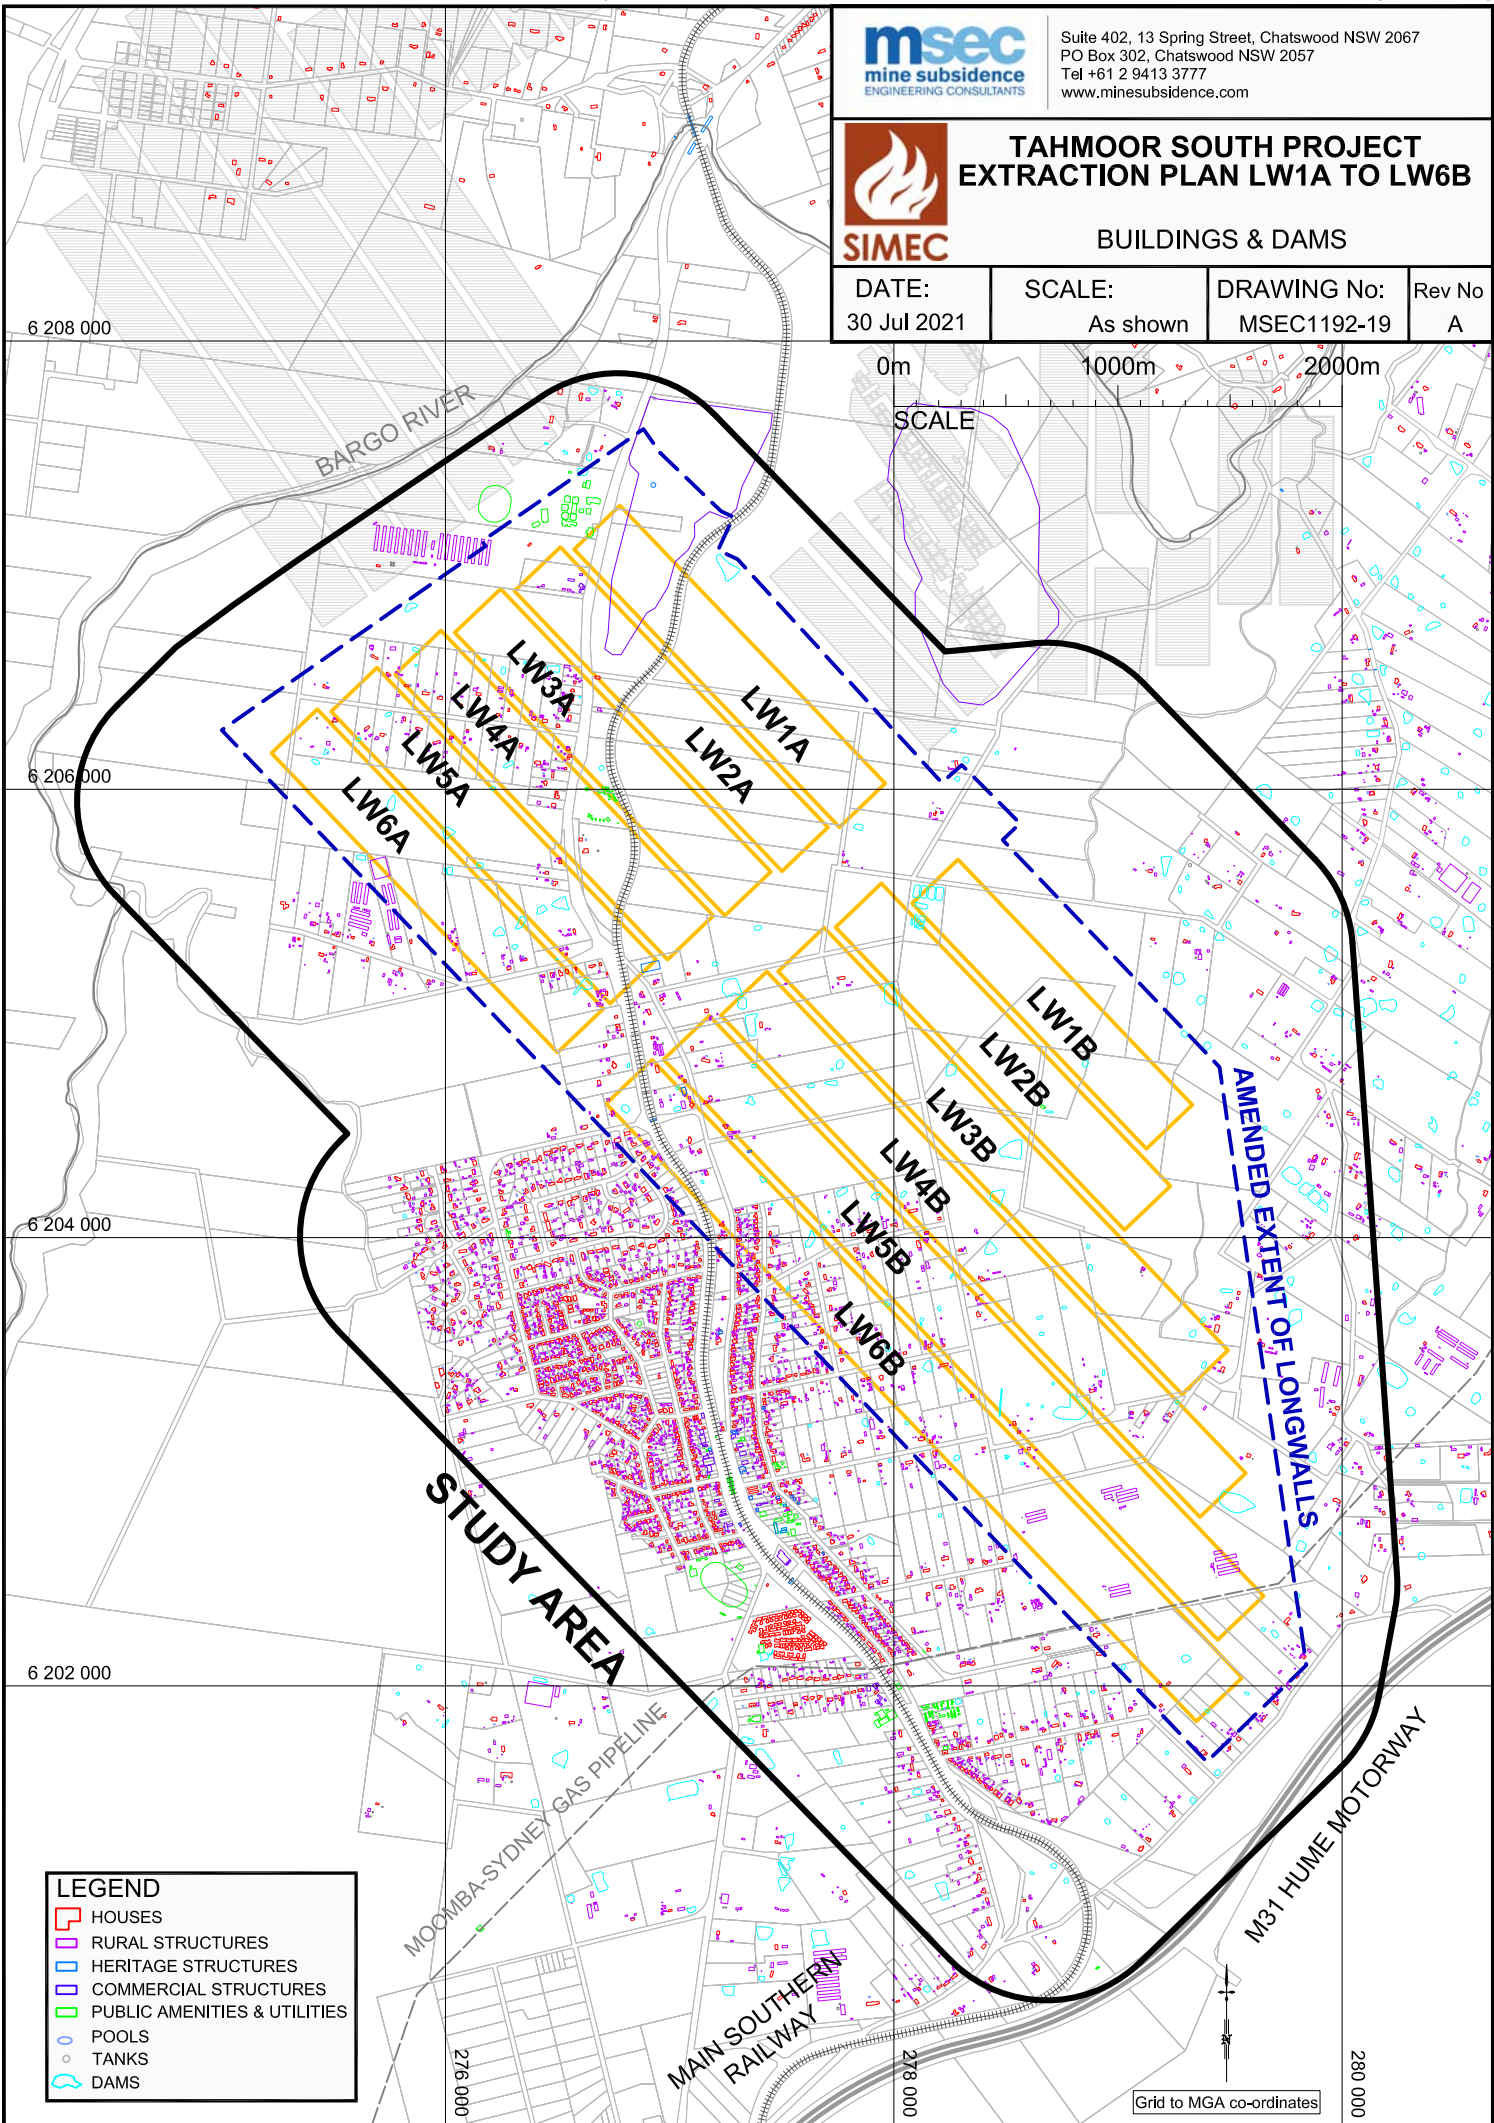 msec
mine subsidence
ENGINEERING CONSULTANTS
Suite 402, 13 Spring Street, Chatswood NSW 2067
PO Box 302, Chatswood NSW 2057
Tel +61 2 9413 3777
www.minesubsidence.com
SIMEC
TAHMOOR SOUTH PROJECT
EXTRACTION PLAN LW1A TO LW6B
BUILDINGS & DAMS
DATE:
30 Jul 2021
SCALE:
As shown
DRAWING No:
MSEC1192-19
Rev No
A
6 208 000
0m
1000m
2000m
SCALE
BARGO RIVER
LW3A
LW1A
LW4A
LW2A
LW5A
6 206 000
LW6A
LW1B
LW2B
LW3B
LW4B
LW5B
LW6B
AMENDED EXTENT OF LONGWALLS
6 204 000
STUDY AREA
6 202 000
MOOMBA-SYDNEY GAS PIPELINE
M31 HUME MOTORWAY
MAIN SOUTHERN
RAILWAY
LEGEND
HOUSES
RURAL STRUCTURES
HERITAGE STRUCTURES
COMMERCIAL STRUCTURES
PUBLIC AMENITIES & UTILITIES
POOLS
TANKS
DAMS
276 000
278 000
280 000
N
Grid to MGA co-ordinates